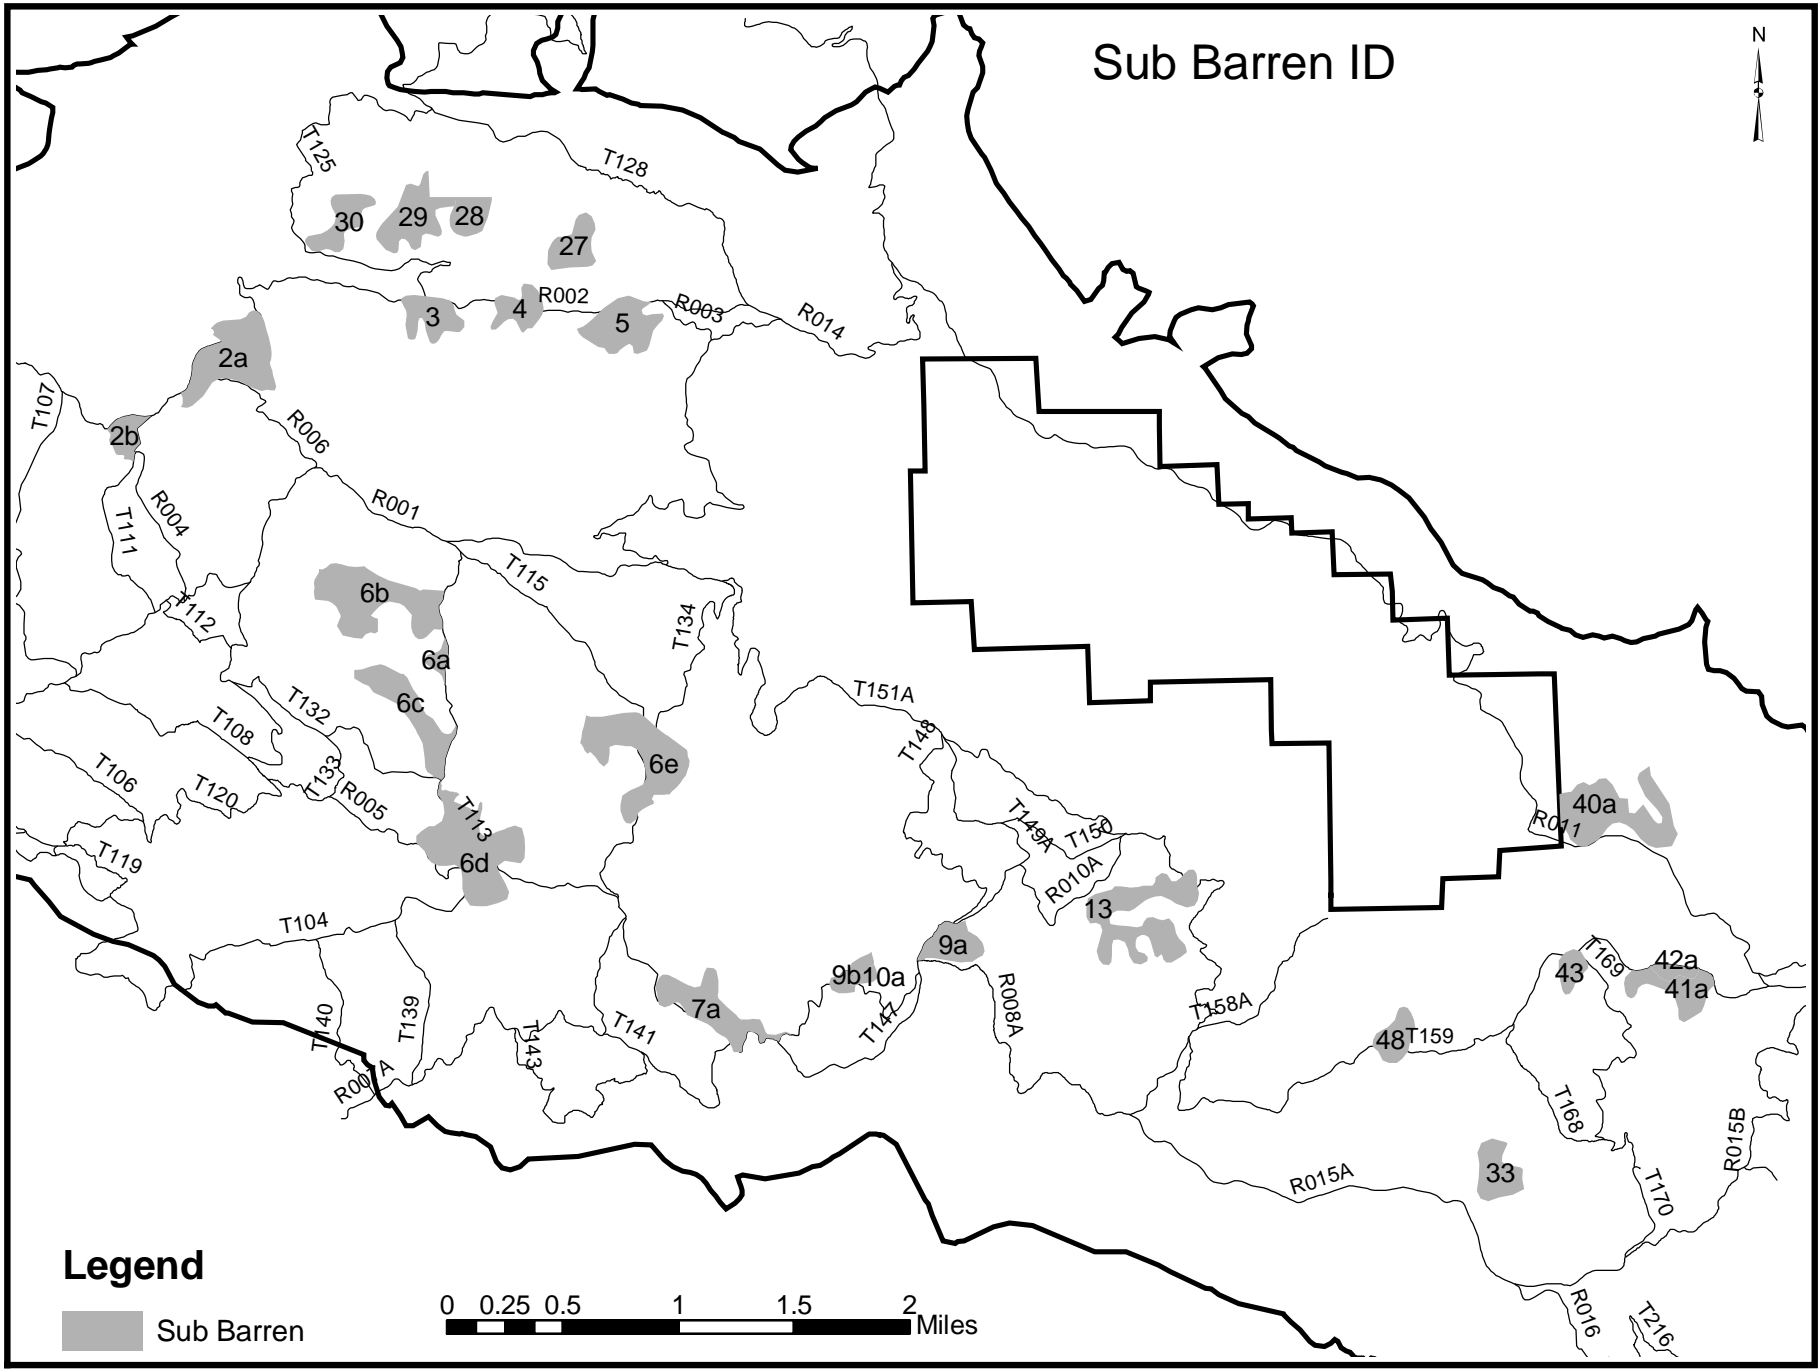 Sub Barren ID
N
T125
T128
30
29
28
27
R002
R003
R014
3
4
5
2a
2b
T107
R006
R001
T111
R004
T112
T115
T134
6b
6a
6c
6e
6d
T132
T108
T133
T106
T120
R005
T113
T119
T104
T151A
T148
T149A
T150
R010A
13
40a
R011
9a
9b10a
7a
T140
T139
T143
T141
T147
R008A
R001A
T158A
48
T159
43
T169
42a
41a
T168
R015B
T170
33
R015A
R016
T216
Legend
Sub Barren
0 0.25 0.5 1 1.5 2
Miles